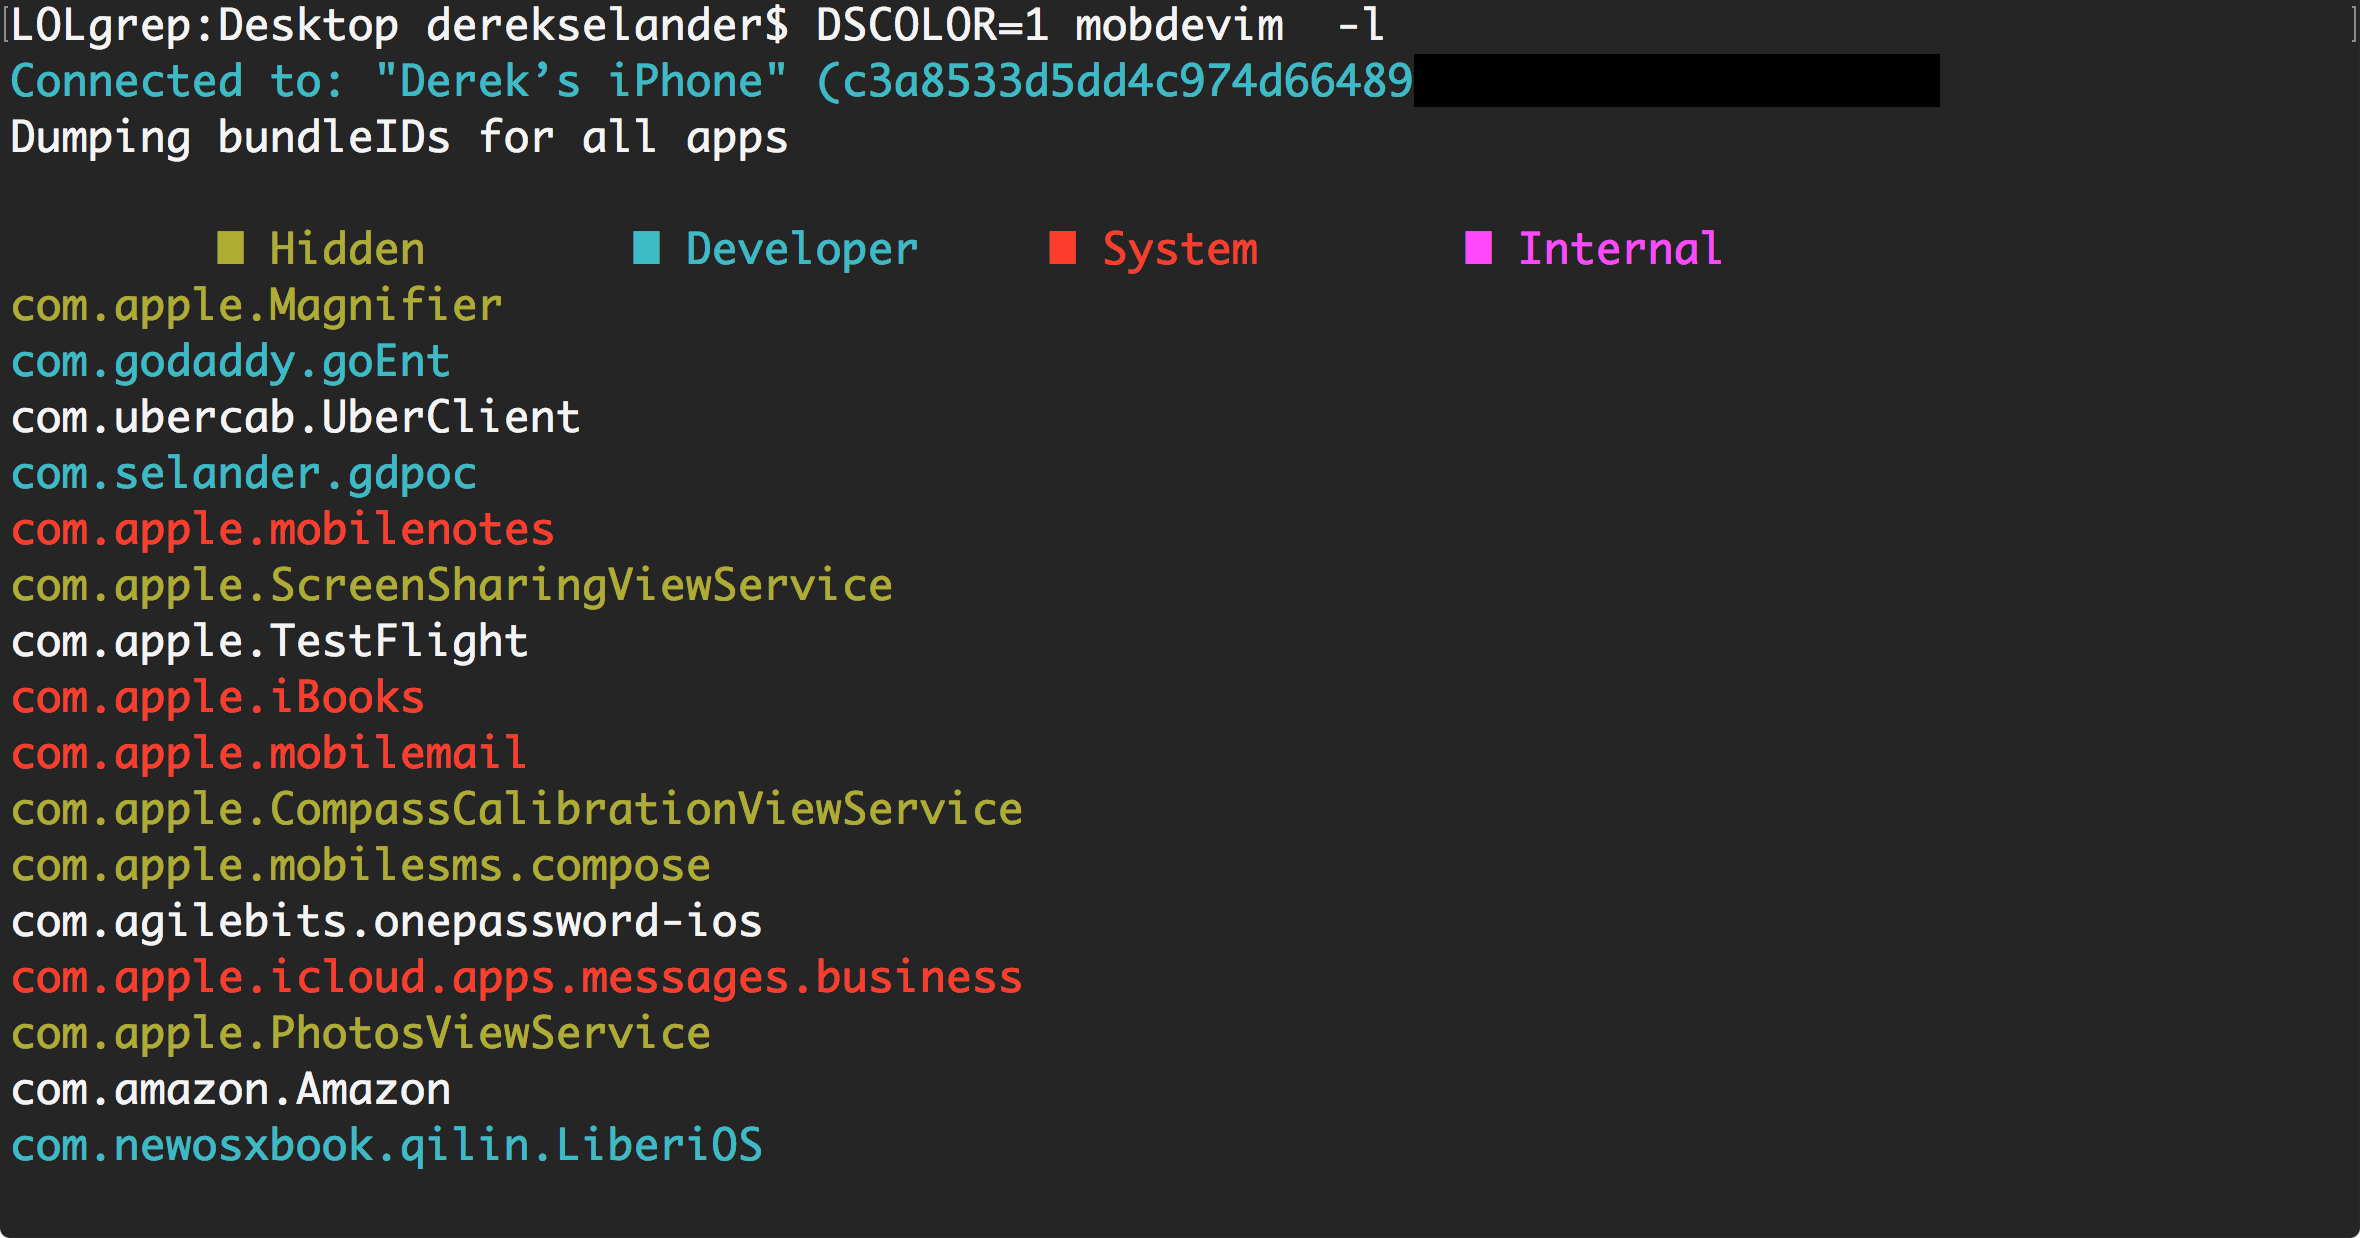 LOLgrep:Desktop derekselander$ DSCOLOR=1 mobdevim  -l
Connected to: "Derek’s iPhone" (c3a8533d5dd4c974d66489
Dumping bundleIDs for all apps
Hidden Developer System Internal
com.apple.Magnifier
com.godaddy.goEnt
com.ubercab.UberClient
com.selander.gdpoc
com.apple.mobilenotes
com.apple.ScreenSharingViewService
com.apple.TestFlight
com.apple.iBooks
com.apple.mobilemail
com.apple.CompassCalibrationViewService
com.apple.mobilesms.compose
com.agilebits.onepassword-ios
com.apple.icloud.apps.messages.business
com.apple.PhotosViewService
com.amazon.Amazon
com.newosxbook.qilin.LiberiOS